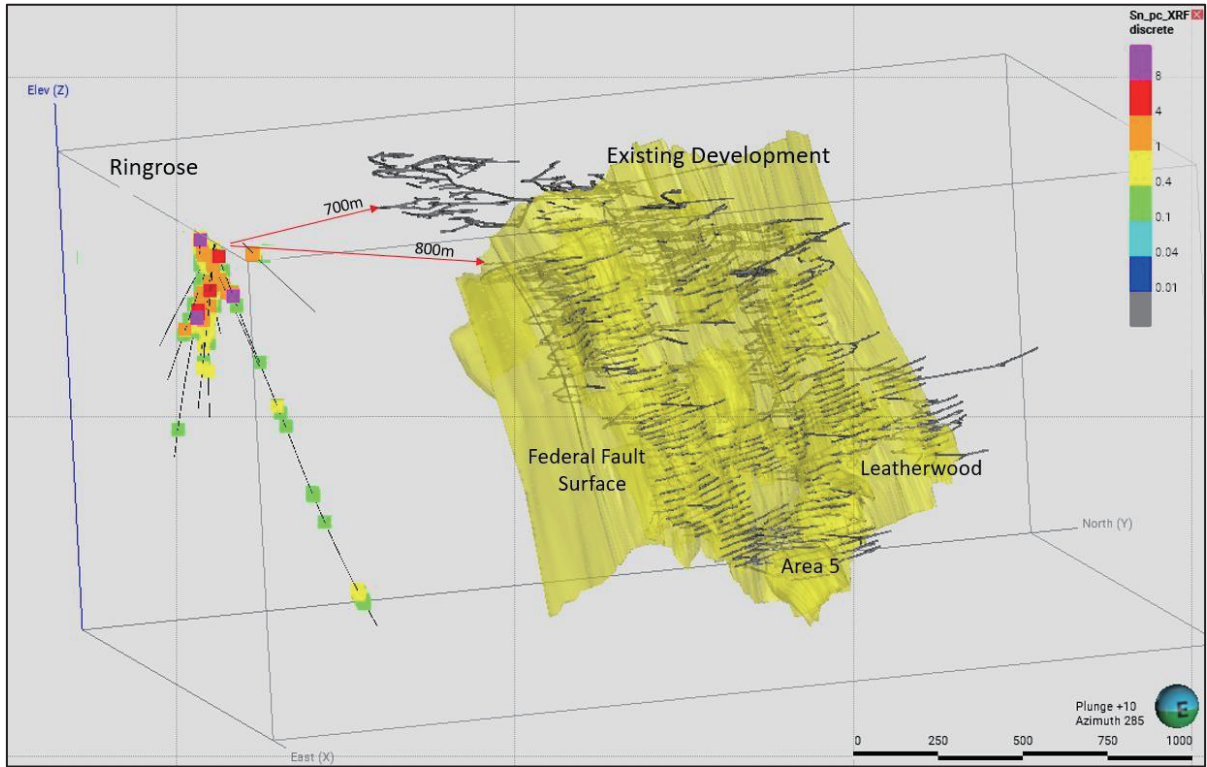 Sn_pc_XRF
discrete
8
4
1
0.4
0.1
0.04
0.01
Elev (Z)
Ringrose
Existing Development
700m
800m
Federal Fault
Surface
Leatherwood
Area 5
North (Y)
East (X)
Plunge +10
Azimuth 285
E
0 250 500 750 1000